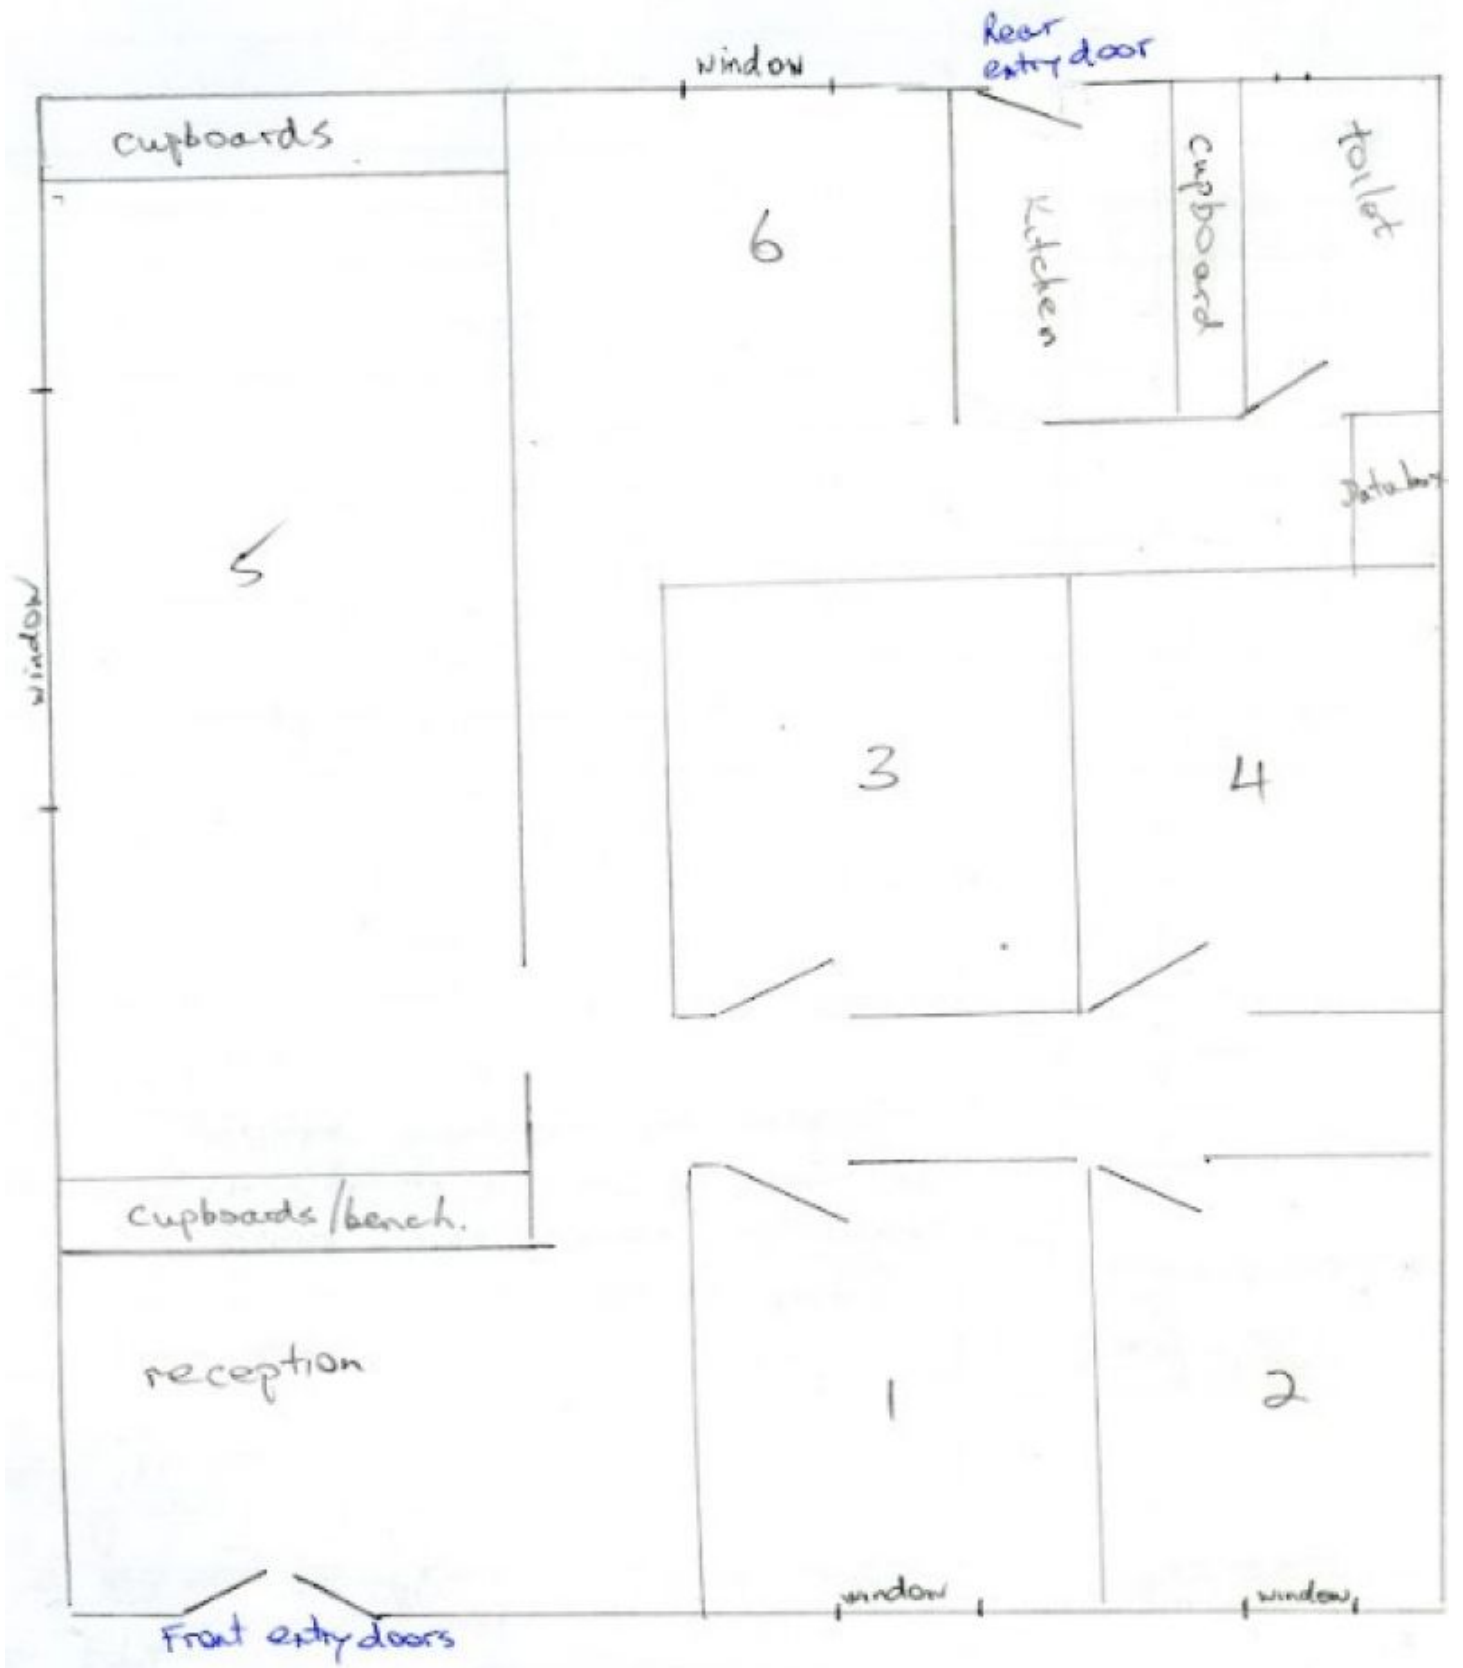 Rear
entry door
window
cupboards
toilet
cupboard
6
Kitchen
Data box
5
window
3
4
cupboards/bench.
reception
1
2
window
window
Front entry doors